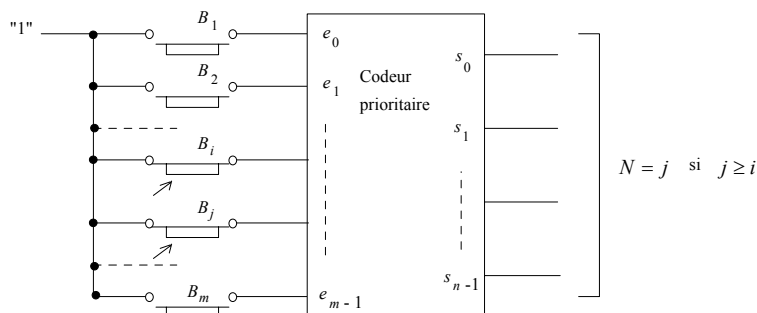 "1"
B₁
e₀
s₀
B₂
e₁
Codeur
prioritaire
s₁
Bᵢ
N = j si j ≥ i
Bⱼ
Bₘ
eₘ₋₁
sₙ₋₁